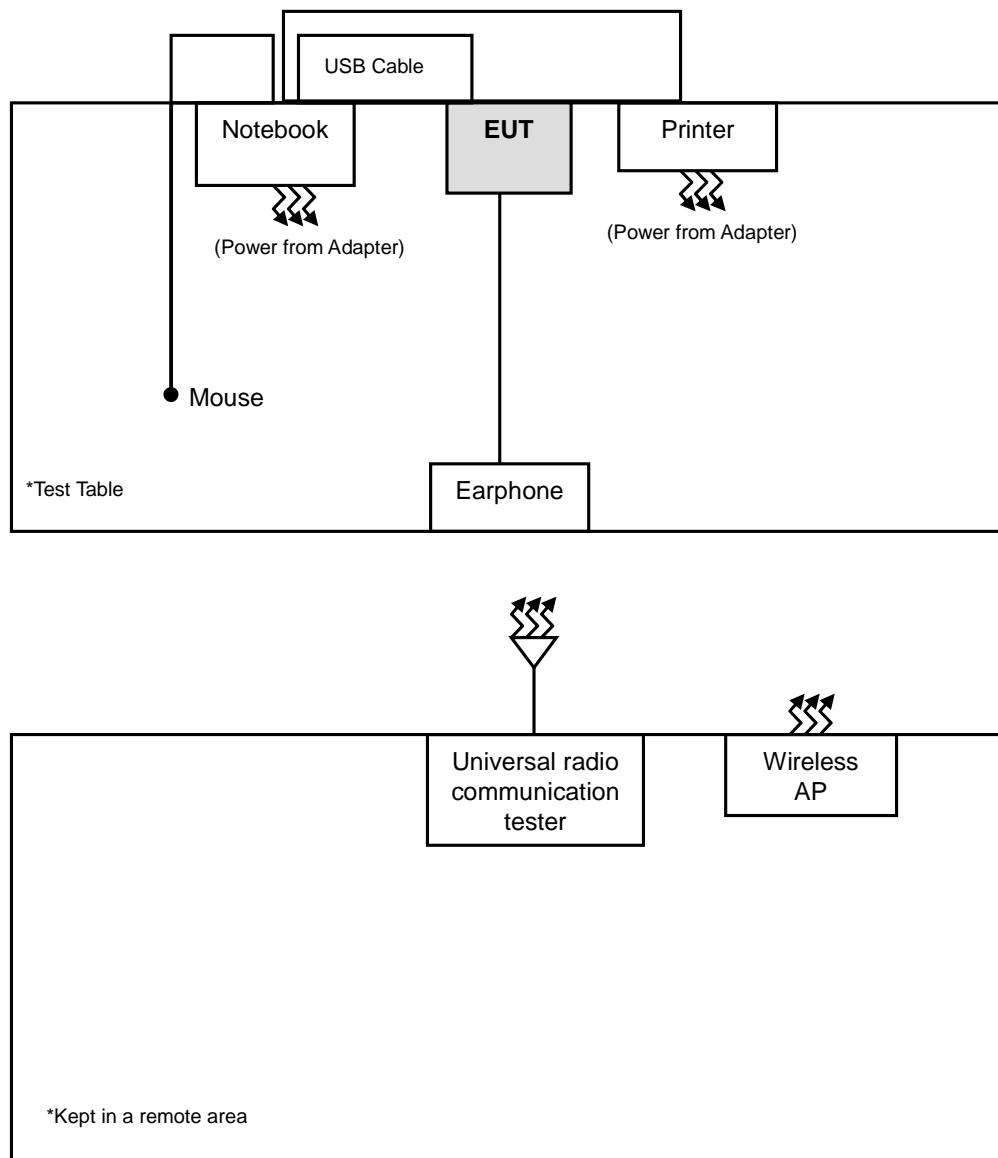 USB Cable
Notebook
EUT
Printer
(Power from Adapter)
(Power from Adapter)
Mouse
*Test Table
Earphone
Universal radio
communication
tester
Wireless
AP
*Kept in a remote area